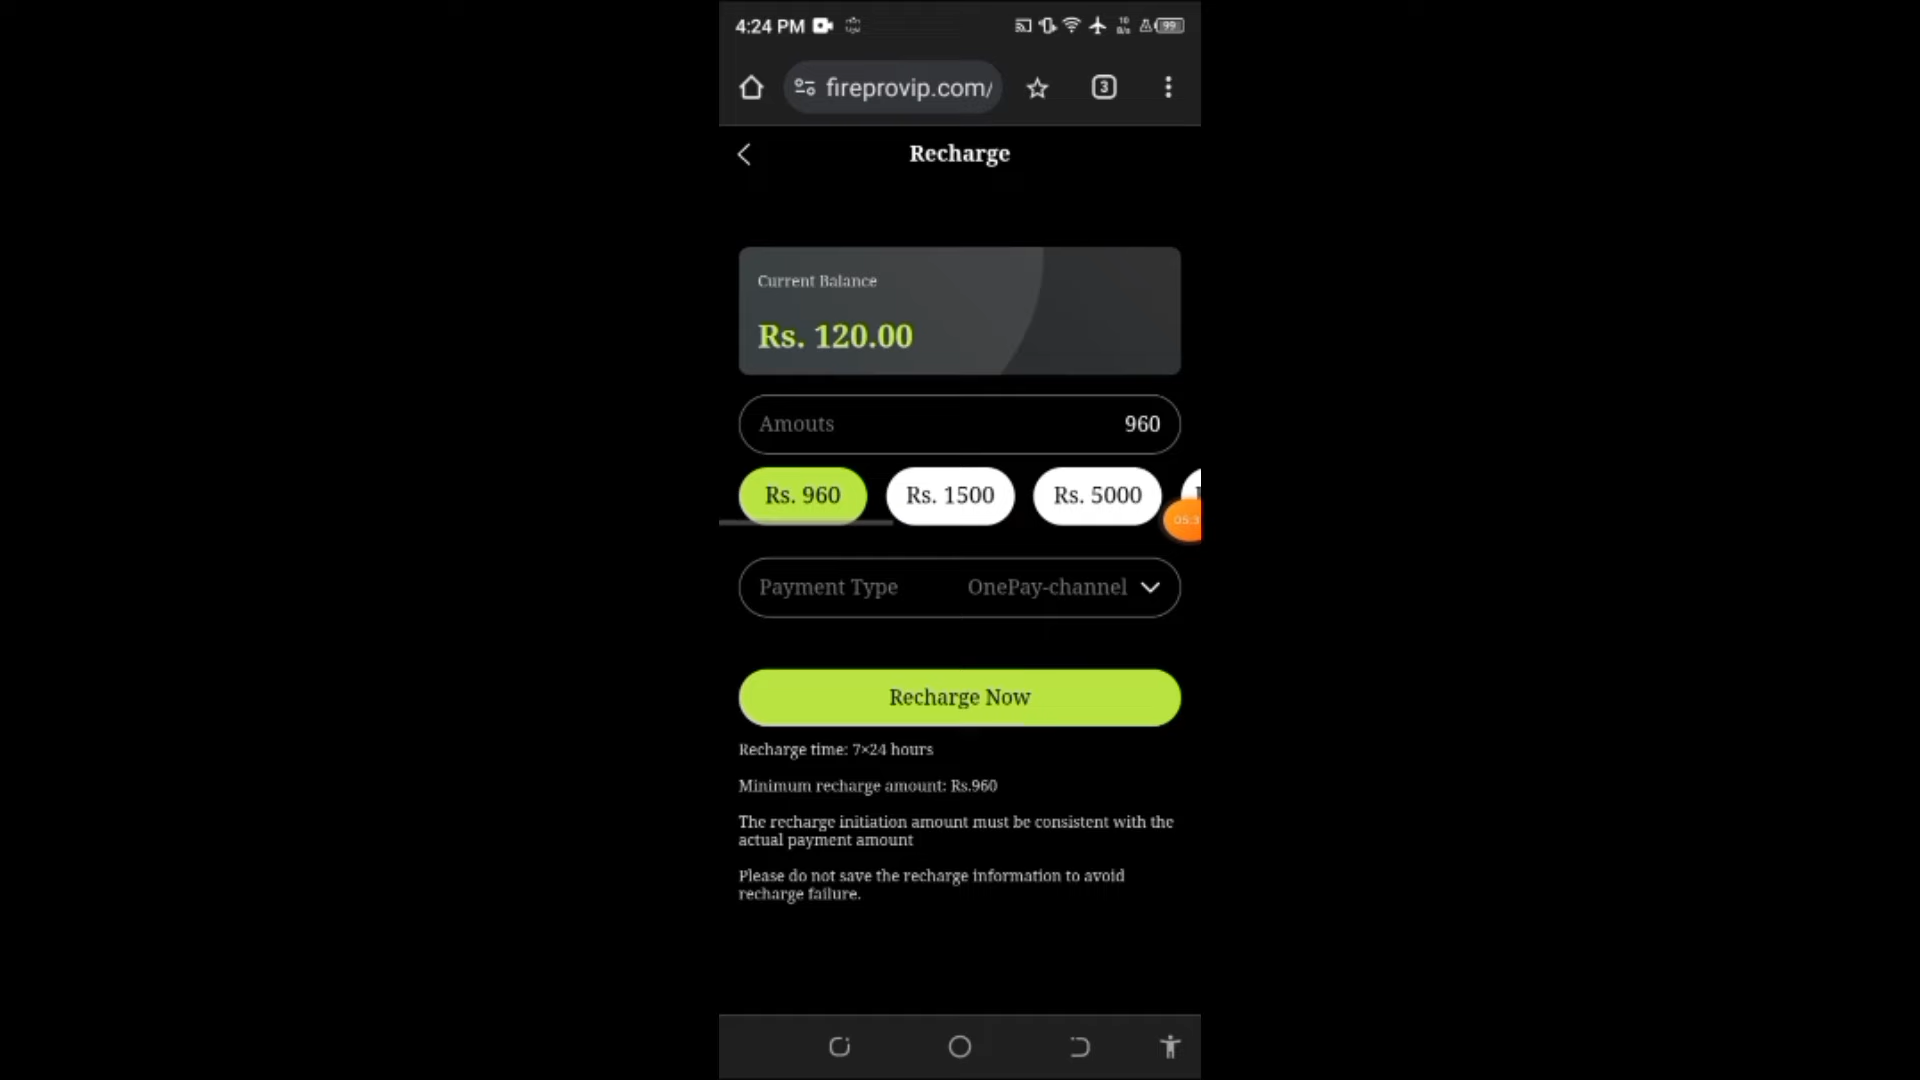 4:24 PM
99
fireprovip.com/
3
Recharge
Current Balance
Rs. 120.00
Amouts 960
Rs. 960 Rs. 1500 Rs. 5000
Payment Type OnePay-channel
Recharge Now
Recharge time: 7×24 hours
Minimum recharge amount: Rs.960
The recharge initiation amount must be consistent with the
actual payment amount
Please do not save the recharge information to avoid
recharge failure.